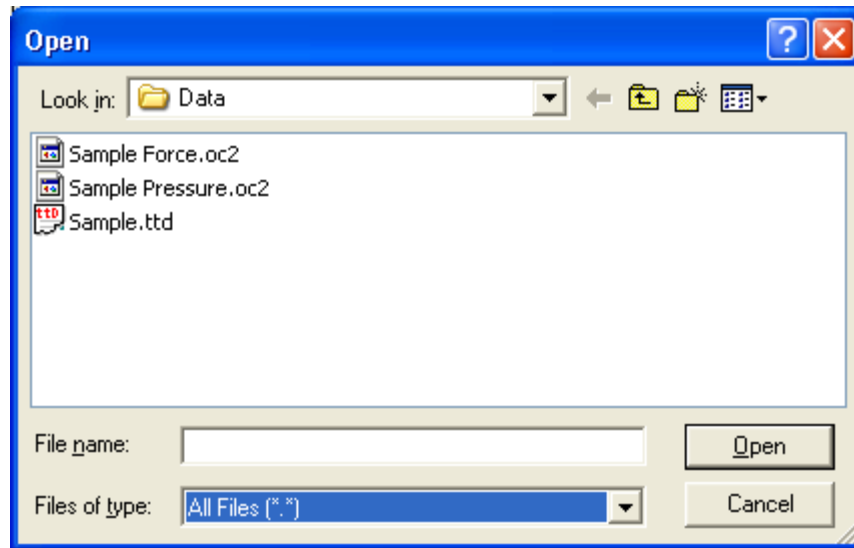 Open
Look in: Data
Sample Force.oc2
Sample Pressure.oc2
ttD Sample.ttd
File name: Open
Files of type: All Files (*.*) Cancel